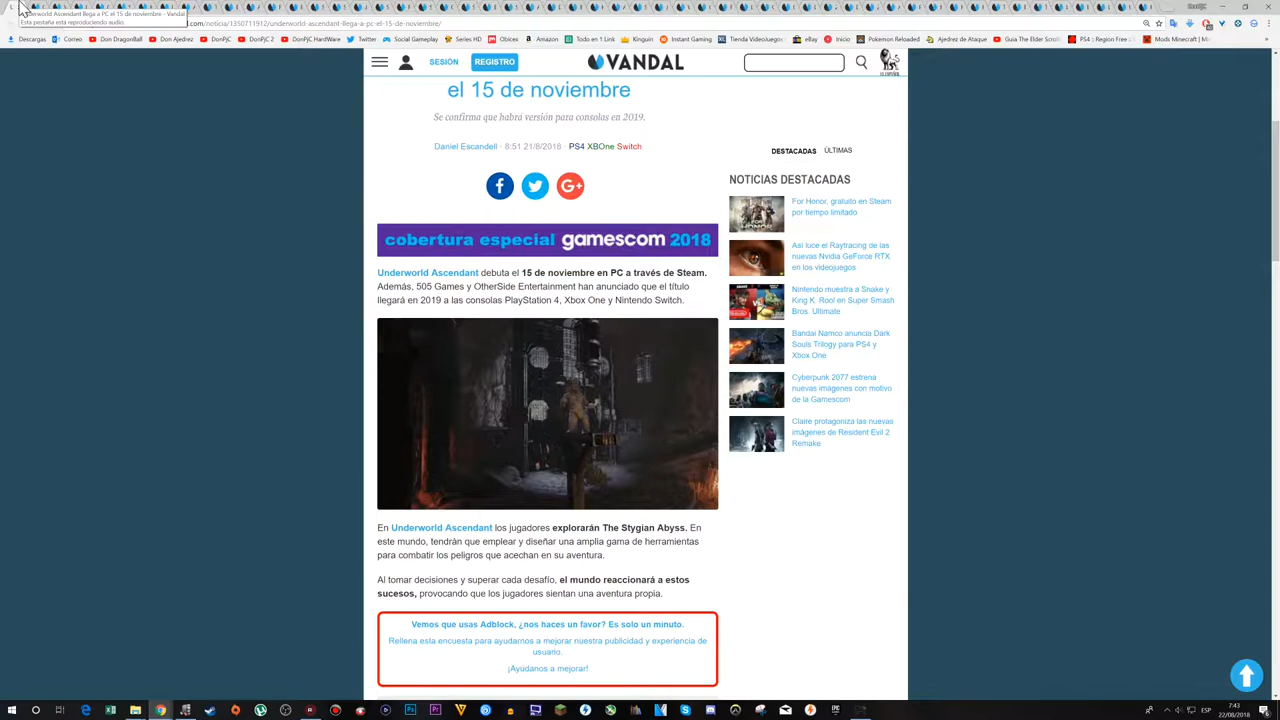 derworld Ascendant llega a PC el 15 de noviembre - Vandal
Esta pestaña está reproduciendo audio.
.com/noticia/1350711912/underworld-ascendant-llega-a-pc-el-15-de-noviembre/
Descargas Correo Don DragonBall Don Ajedrez DonPjC DonPjC 2 DonPjC HardWare Twitter Social Gameplay Series HD Obices Amazon Todo en 1 Link Kinguin Instant Gaming Tienda VideoJuegos eBay Inicio Pokemon Reloaded Ajedrez de Ataque Guia The Elder Scrolls PS4 : Region Free Mods Minecraft
SESIÓN REGISTRO VANDAL EL ESPAÑOL
el 15 de noviembre
Se confirma que habrá versión para consolas en 2019.
Daniel Escandell · 8:51 21/8/2018 · PS4 XBOne Switch
cobertura especial gamescom 2018
Underworld Ascendant debuta el 15 de noviembre en PC a través de Steam.
Además, 505 Games y OtherSide Entertainment han anunciado que el título
llegará en 2019 a las consolas PlayStation 4, Xbox One y Nintendo Switch.
En Underworld Ascendant los jugadores explorarán The Stygian Abyss. En
este mundo, tendrán que emplear y diseñar una amplia gama de herramientas
para combatir los peligros que acechan en su aventura.
Al tomar decisiones y superar cada desafío, el mundo reaccionará a estos
sucesos, provocando que los jugadores sientan una aventura propia.
Vemos que usas Adblock, ¿nos haces un favor? Es solo un minuto.
Rellena esta encuesta para ayudarnos a mejorar nuestra publicidad y experiencia de
usuario.
¡Ayúdanos a mejorar!
DESTACADAS ÚLTIMAS
NOTICIAS DESTACADAS
For Honor, gratuito en Steam
por tiempo limitado
Así luce el Raytracing de las
nuevas Nvidia GeForce RTX
en los videojuegos
Nintendo muestra a Snake y
King K. Rool en Super Smash
Bros. Ultimate
Bandai Namco anuncia Dark
Souls Trilogy para PS4 y
Xbox One
Cyberpunk 2077 estrena
nuevas imágenes con motivo
de la Gamescom
Claire protagoniza las nuevas
imágenes de Resident Evil 2
Remake
ESP
7:43
22/08/2018